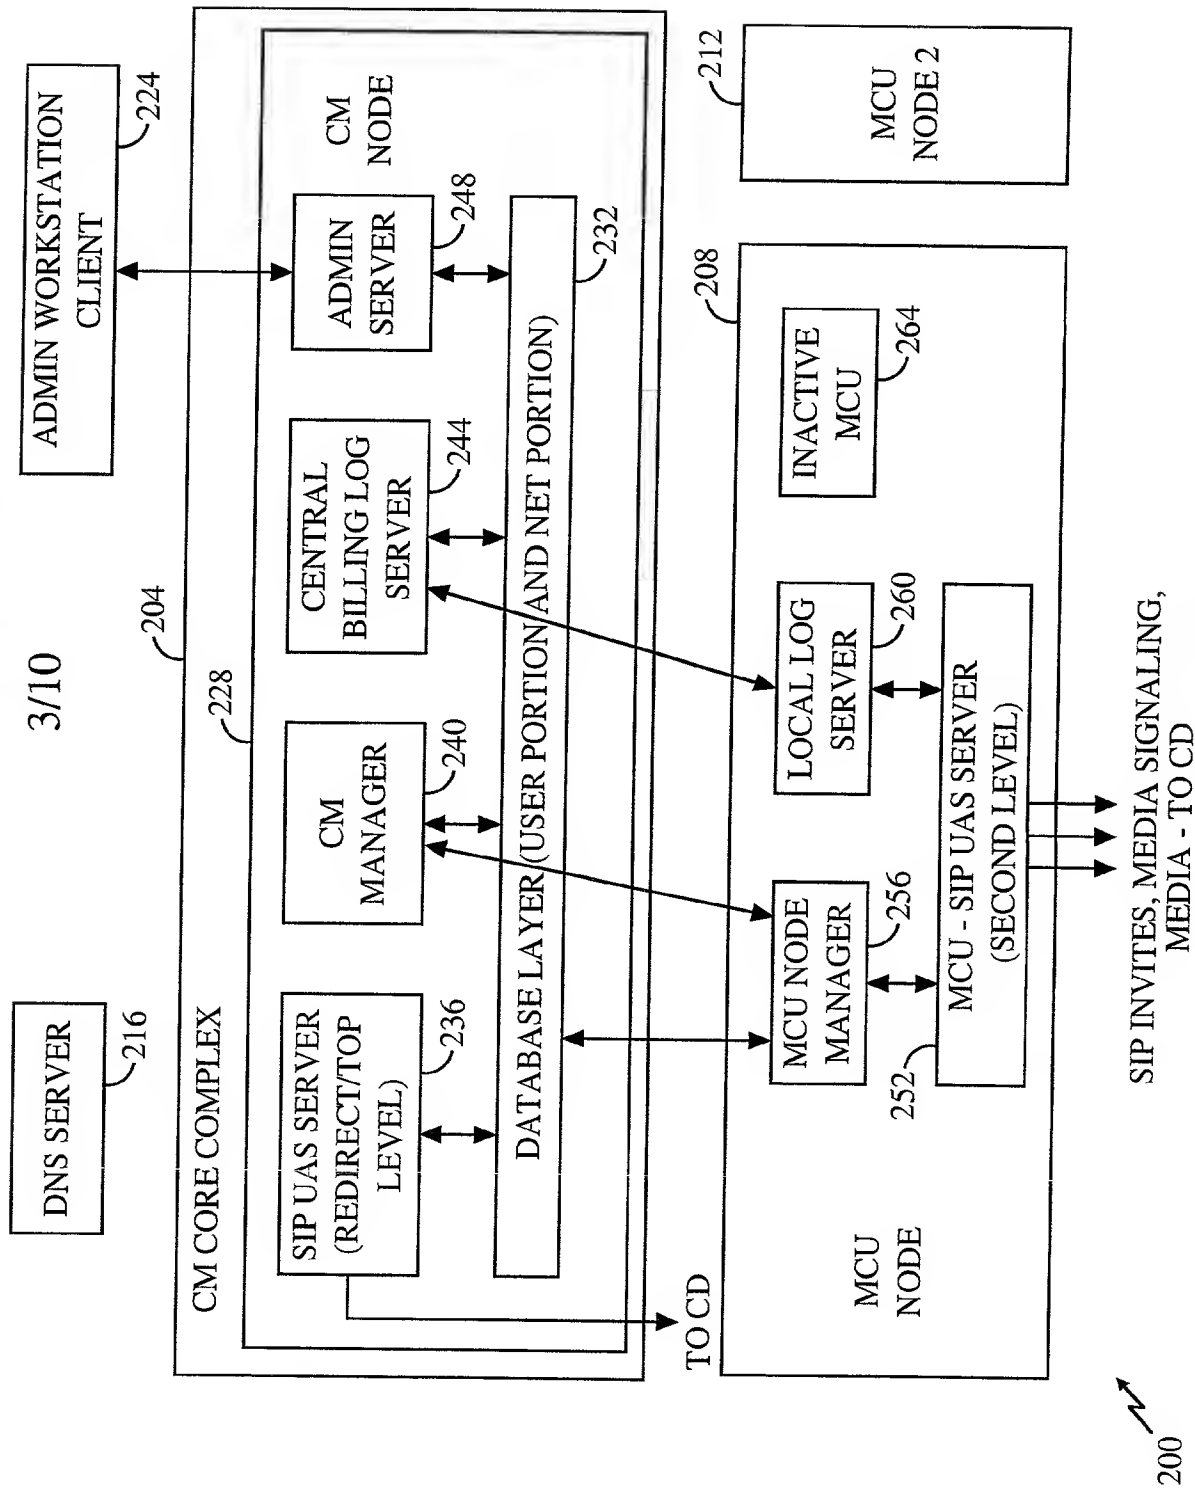 3/10
DNS SERVER
216
ADMIN WORKSTATION
CLIENT
224
204
CM CORE COMPLEX
228
SIP UAS SERVER
(REDIRECT/TOP
LEVEL)
236
CM
MANAGER
240
CENTRAL
BILLING LOG
SERVER
244
ADMIN
SERVER
248
CM
NODE
DATABASE LAYER (USER PORTION AND NET PORTION)
232
TO CD
208
MCU
NODE
MCU NODE
MANAGER
256
LOCAL LOG
SERVER
260
INACTIVE
MCU
264
252
MCU - SIP UAS SERVER
(SECOND LEVEL)
212
MCU
NODE 2
SIP INVITES, MEDIA SIGNALING,
MEDIA - TO CD
200